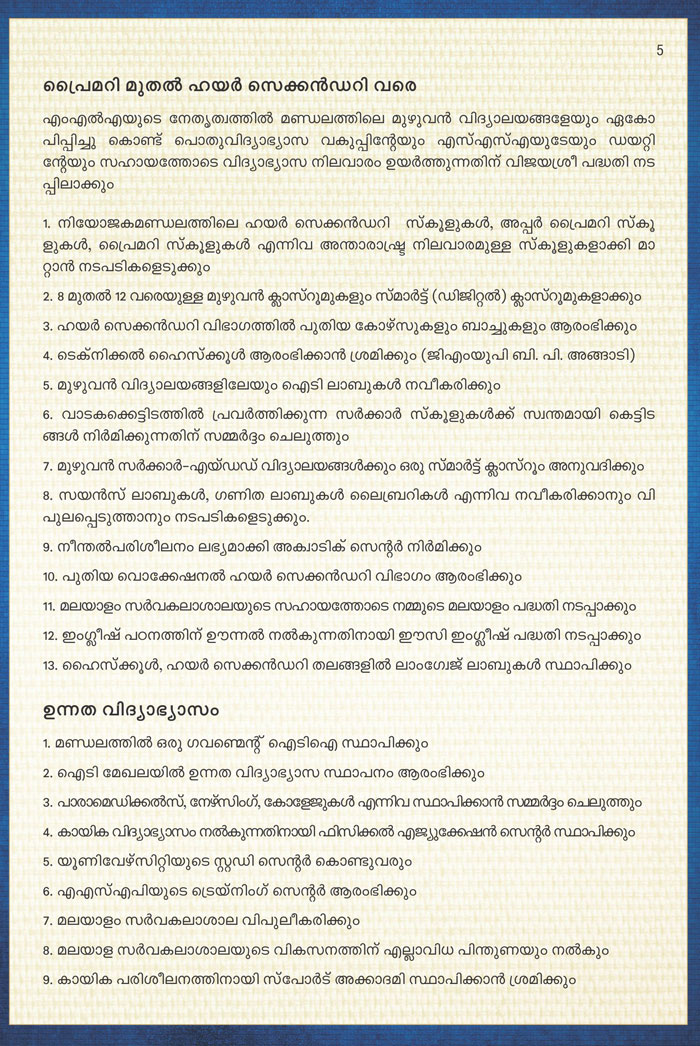 5
പ്രൈമറി മുതൽ ഹയർ സെക്കൻഡറി വരെ
എംഎൽഎയുടെ നേതൃത്വത്തിൽ മണ്ഡലത്തിലെ മുഴുവൻ വിദ്യാലയങ്ങളേയും ഏകോ
പിപ്പിച്ചു കൊണ്ട് പൊതുവിദ്യാഭ്യാസ വകുപ്പിന്റേയും എസ്എസ്എയുടേയും ഡയറ്റി
ന്റേയും സഹായത്തോടെ വിദ്യാഭ്യാസ നിലവാരം ഉയർത്തുന്നതിന് വിജയശ്രീ പദ്ധതി നട
പ്പിലാക്കും
1. നിയോജകമണ്ഡലത്തിലെ ഹയർ സെക്കൻഡറി സ്കൂളുകൾ, അപ്പർ പ്രൈമറി സ്കൂ
ളുകൾ, പ്രൈമറി സ്കൂളുകൾ എന്നിവ അന്താരാഷ്ട്ര നിലവാരമുള്ള സ്കൂളുകളാക്കി മാ
റ്റാൻ നടപടികളെടുക്കും
2. 8 മുതൽ 12 വരെയുള്ള മുഴുവൻ ക്ലാസ്റൂമുകളും സ്മാർട്ട് (ഡിജിറ്റൽ) ക്ലാസ്റൂമുകളാക്കും
3. ഹയർ സെക്കൻഡറി വിഭാഗത്തിൽ പുതിയ കോഴ്സുകളും ബാച്ചുകളും ആരംഭിക്കും
4. ടെക്നിക്കൽ ഹൈസ്ക്കൂൾ ആരംഭിക്കാൻ ശ്രമിക്കും (ജിഎംയുപി ബി. പി. അങ്ങാടി)
5. മുഴുവൻ വിദ്യാലയങ്ങളിലേയും ഐടി ലാബുകൾ നവീകരിക്കും
6. വാടകക്കെട്ടിടത്തിൽ പ്രവർത്തിക്കുന്ന സർക്കാർ സ്കൂളുകൾക്ക് സ്വന്തമായി കെട്ടിട
ങ്ങൾ നിർമിക്കുന്നതിന് സമ്മർദ്ദം ചെലുത്തും
7. മുഴുവൻ സർക്കാർ-എയ്ഡഡ് വിദ്യാലയങ്ങൾക്കും ഒരു സ്മാർട്ട് ക്ലാസ്റൂം അനുവദിക്കും
8. സയൻസ് ലാബുകൾ, ഗണിത ലാബുകൾ ലൈബ്രറികൾ എന്നിവ നവീകരിക്കാനും വി
പുലപ്പെടുത്താനും നടപടികളെടുക്കും.
9. നീന്തൽപരിശീലനം ലഭ്യമാക്കി അക്വാടിക് സെന്റർ നിർമിക്കും
10. പുതിയ വൊക്കേഷനൽ ഹയർ സെക്കൻഡറി വിഭാഗം ആരംഭിക്കും
11. മലയാളം സർവകലാശാലയുടെ സഹായത്തോടെ നമ്മുടെ മലയാളം പദ്ധതി നടപ്പാക്കും
12. ഇംഗ്ലീഷ് പഠനത്തിന് ഊന്നൽ നൽകുന്നതിനായി ഈസി ഇംഗ്ലീഷ് പദ്ധതി നടപ്പാക്കും
13. ഹൈസ്ക്കൂൾ, ഹയർ സെക്കൻഡറി തലങ്ങളിൽ ലാംഗ്വേജ് ലാബുകൾ സ്ഥാപിക്കും
ഉന്നത വിദ്യാഭ്യാസം
1. മണ്ഡലത്തിൽ ഒരു ഗവണ്മെന്റ് ഐടിഐ സ്ഥാപിക്കും
2. ഐടി മേഖലയിൽ ഉന്നത വിദ്യാഭ്യാസ സ്ഥാപനം ആരംഭിക്കും
3. പാരാമെഡിക്കൽസ്, നേഴ്സിംഗ്, കോളേജുകൾ എന്നിവ സ്ഥാപിക്കാൻ സമ്മർദ്ദം ചെലുത്തും
4. കായിക വിദ്യാഭ്യാസം നൽകുന്നതിനായി ഫിസിക്കൽ എജ്യുക്കേഷൻ സെന്റർ സ്ഥാപിക്കും
5. യൂണിവേഴ്സിറ്റിയുടെ സ്റ്റഡി സെന്റർ കൊണ്ടുവരും
6. എഎസ്എപിയുടെ ട്രെയ്നിംഗ് സെന്റർ ആരംഭിക്കും
7. മലയാളം സർവകലാശാല വിപുലീകരിക്കും
8. മലയാള സർവകലാശാലയുടെ വികസനത്തിന് എല്ലാവിധ പിന്തുണയും നൽകും
9. കായിക പരിശീലനത്തിനായി സ്പോർട് അക്കാദമി സ്ഥാപിക്കാൻ ശ്രമിക്കും